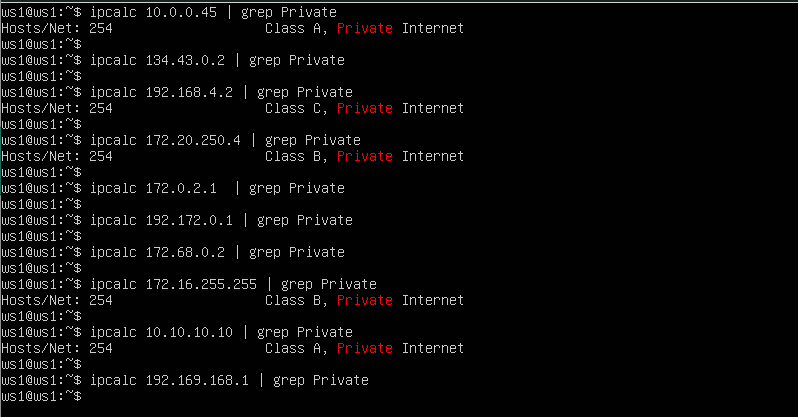 ws1@ws1:~$ ipcalc 10.0.0.45 | grep Private
Hosts/Net: 254                   Class A, Private Internet
ws1@ws1:~$
ws1@ws1:~$ ipcalc 134.43.0.2 | grep Private
ws1@ws1:~$
ws1@ws1:~$ ipcalc 192.168.4.2 | grep Private
Hosts/Net: 254                   Class C, Private Internet
ws1@ws1:~$
ws1@ws1:~$ ipcalc 172.20.250.4 | grep Private
Hosts/Net: 254                   Class B, Private Internet
ws1@ws1:~$
ws1@ws1:~$ ipcalc 172.0.2.1  | grep Private
ws1@ws1:~$
ws1@ws1:~$ ipcalc 192.172.0.1 | grep Private
ws1@ws1:~$
ws1@ws1:~$ ipcalc 172.68.0.2 | grep Private
ws1@ws1:~$
ws1@ws1:~$ ipcalc 172.16.255.255 | grep Private
Hosts/Net: 254                   Class B, Private Internet
ws1@ws1:~$
ws1@ws1:~$ ipcalc 10.10.10.10 | grep Private
Hosts/Net: 254                   Class A, Private Internet
ws1@ws1:~$
ws1@ws1:~$ ipcalc 192.169.168.1 | grep Private
ws1@ws1:~$